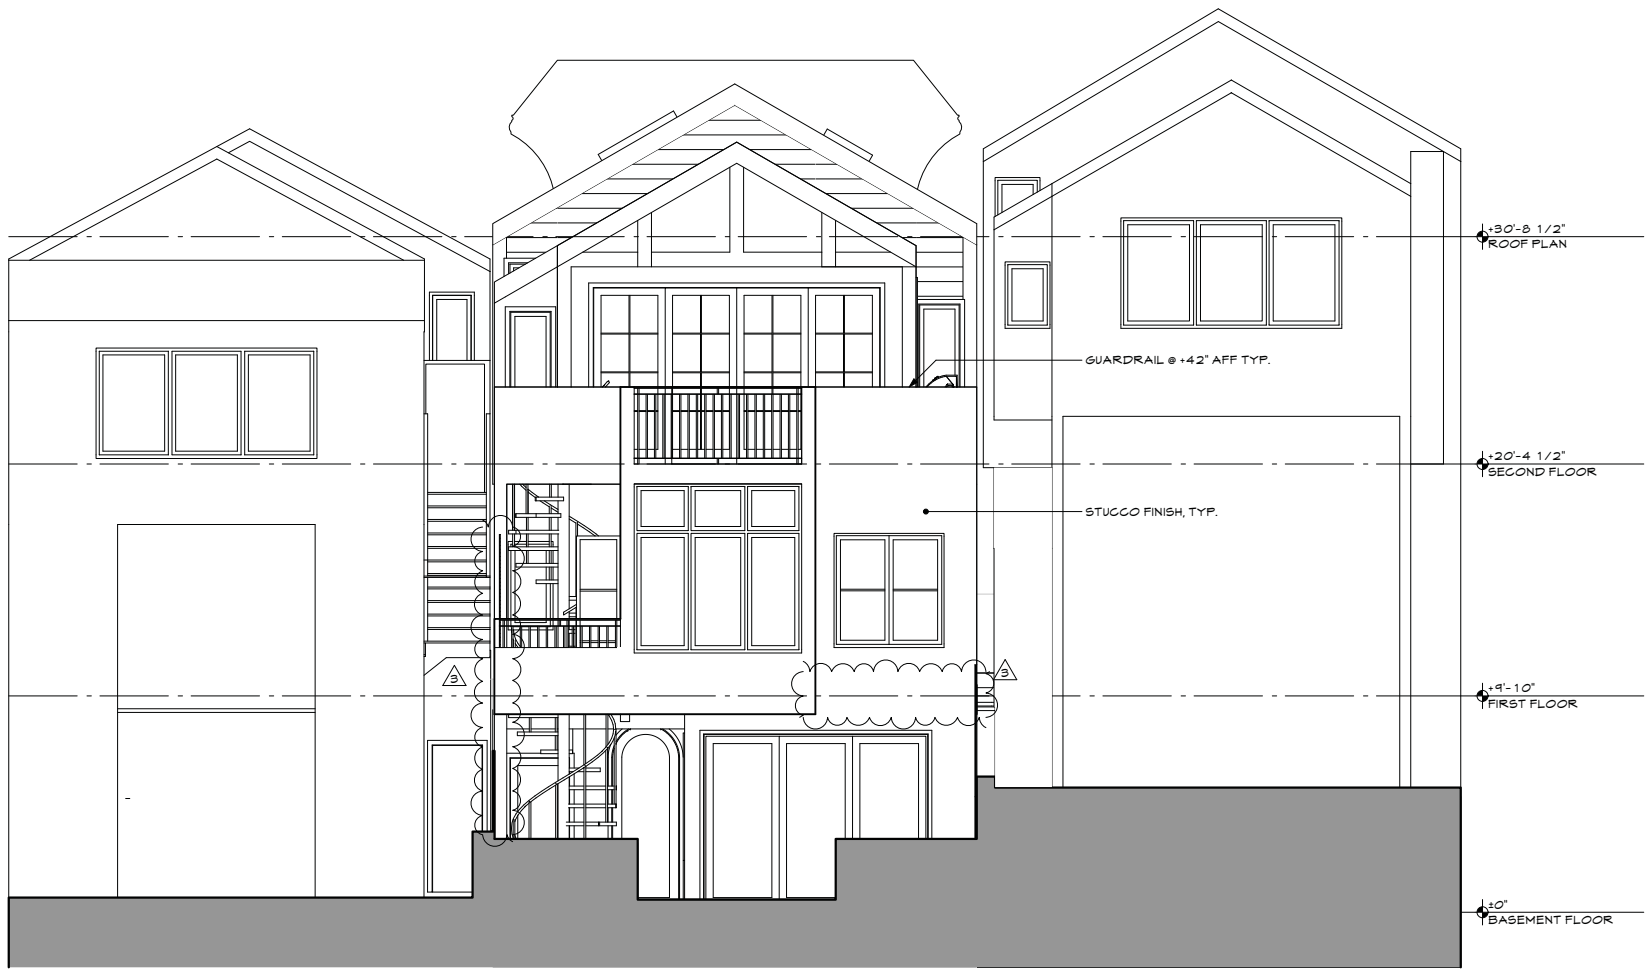 +30'-8 1/2"
ROOF PLAN
GUARDRAIL @ +42" AFF TYP.
+20'-4 1/2"
SECOND FLOOR
STUCCO FINISH, TYP.
3
3
+9'-10"
FIRST FLOOR
±0"
BASEMENT FLOOR